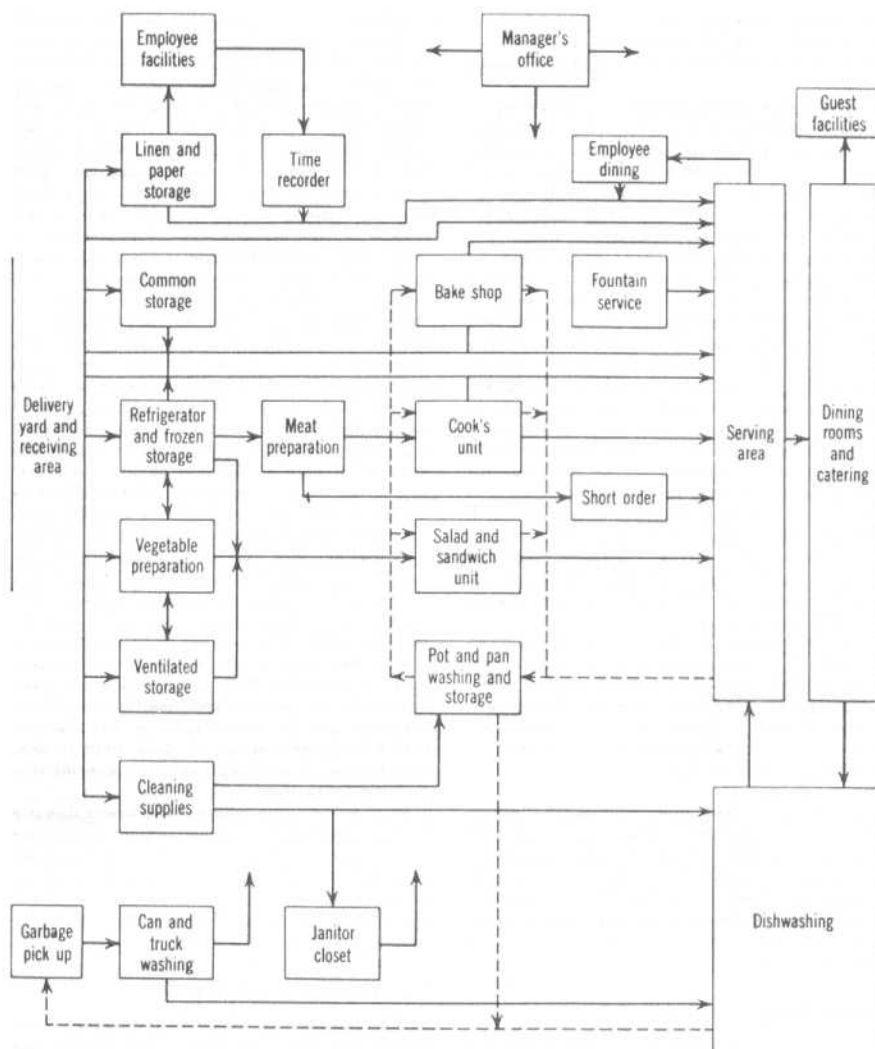 Employee
facilities
Manager's
office
Guest
facilities
Linen and
paper
storage
Time
recorder
Employee
dining
Common
storage
Bake shop
Fountain
service
Delivery
yard and
receiving
area
Refrigerator
and frozen
storage
Meat
preparation
Cook's
unit
Serving
area
Dining
rooms
and
catering
Short order
Vegetable
preparation
Salad and
sandwich
unit
Ventilated
storage
Pot and pan
washing and
storage
Cleaning
supplies
Garbage
pick up
Can and
truck
washing
Janitor
closet
Dishwashing